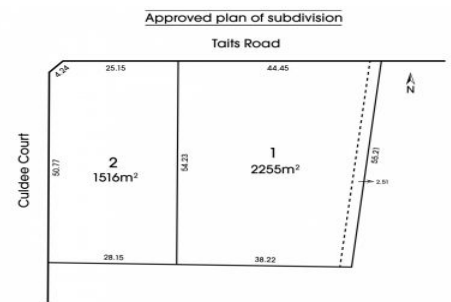 Approved plan of subdivision
Taits Road
4.24
25.15
44.45
N
Culdee Court
50.77
2
1516m²
54.23
1
2255m²
55.21
2.51
28.15
38.22